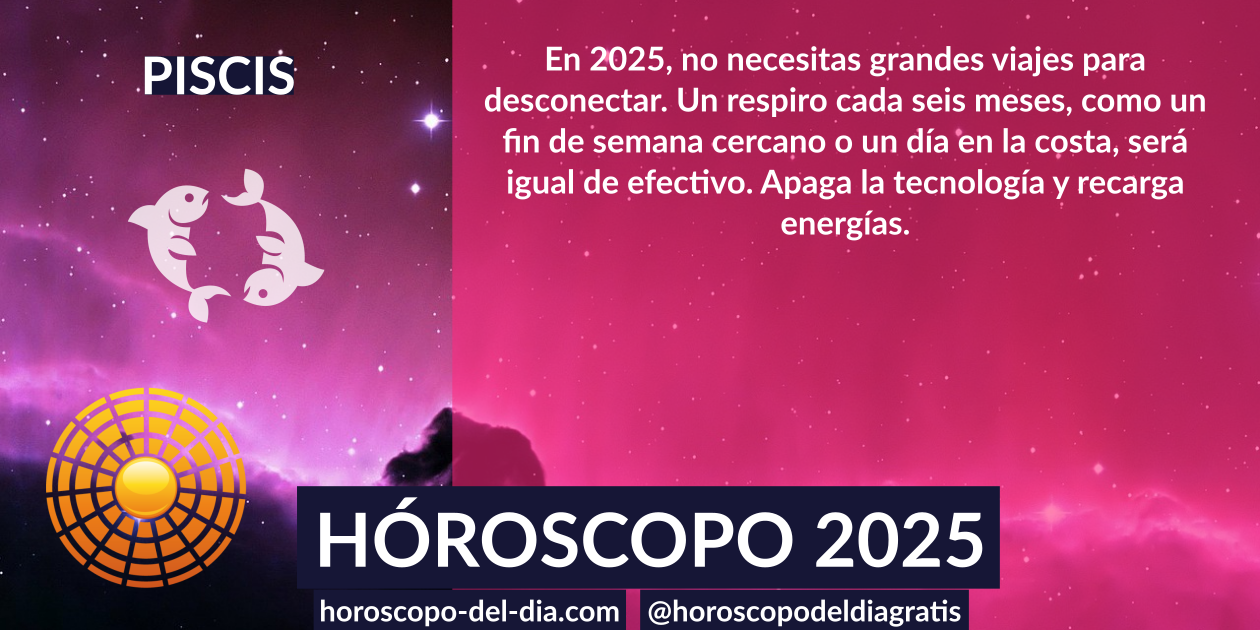 PISCIS
En 2025, no necesitas grandes viajes para
desconectar. Un respiro cada seis meses, como un
fin de semana cercano o un día en la costa, será
igual de efectivo. Apaga la tecnología y recarga
energías.
HÓROSCOPO 2025
horoscopo-del-dia.com @horoscopodeldiagratis